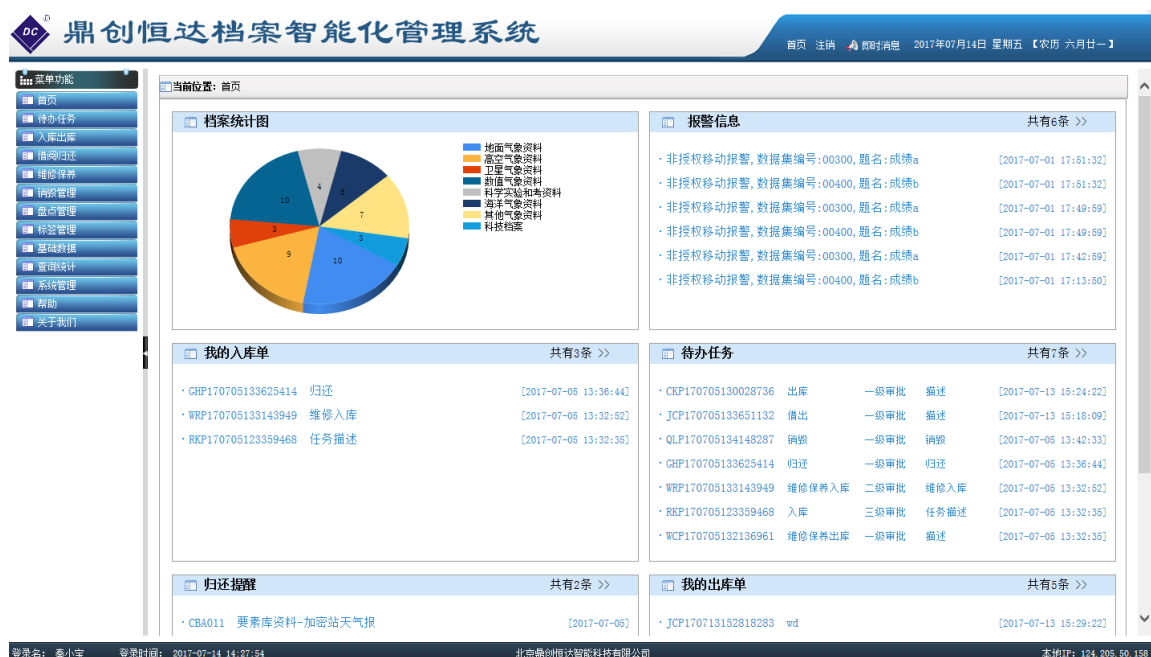 DC
®
鼎创恒达档案智能化管理系统
首页 注销 即时消息 2017年07月14日 星期五 【农历 六月廿一】
菜单功能
首页
待办任务
入库出库
借阅归还
维修保养
销毁管理
盘点管理
标签管理
基础数据
查询统计
系统管理
帮助
关于我们
当前位置: 首页
档案统计图
4
5
10
7
3
3
9
10
地面气象资料
高空气象资料
卫星气象资料
数值气象资料
科学实验和考资料
海洋气象资料
其他气象资料
科技档案
报警信息 共有6条 >>
·非授权移动报警,数据集编号:00300,题名:成绩a [2017-07-01 17:51:32]
·非授权移动报警,数据集编号:00400,题名:成绩b [2017-07-01 17:51:32]
·非授权移动报警,数据集编号:00300,题名:成绩a [2017-07-01 17:49:59]
·非授权移动报警,数据集编号:00400,题名:成绩b [2017-07-01 17:49:59]
·非授权移动报警,数据集编号:00300,题名:成绩a [2017-07-01 17:42:59]
·非授权移动报警,数据集编号:00400,题名:成绩b [2017-07-01 17:13:50]
我的入库单 共有3条 >>
·GHP170705133625414 归还 [2017-07-05 13:36:44]
·WRP170705133143949 维修入库 [2017-07-05 13:32:52]
·RKP170705123359468 任务描述 [2017-07-05 13:32:35]
待办任务 共有7条 >>
·CKP170705130028736 出库 一级审批 描述 [2017-07-13 15:24:22]
·JCP170705133651132 借出 一级审批 描述 [2017-07-13 15:18:09]
·QLP170705134148287 销毁 一级审批 销毁 [2017-07-05 13:42:33]
·GHP170705133625414 归还 一级审批 归还 [2017-07-05 13:36:44]
·WRP170705133143949 维修保养入库 二级审批 维修入库 [2017-07-05 13:32:52]
·RKP170705123359468 入库 三级审批 任务描述 [2017-07-05 13:32:35]
·WCP170705132136961 维修保养出库 一级审批 描述 [2017-07-05 13:32:35]
归还提醒 共有2条 >>
·CBA011 要素库资料-加密站天气报 [2017-07-05]
我的出库单 共有5条 >>
·JCP170713152818283 wd [2017-07-13 15:29:22]
登录名: 秦小宝 登录时间: 2017-07-14 14:27:54 北京鼎创恒达智能科技有限公司 本地IP: 124.205.50.158